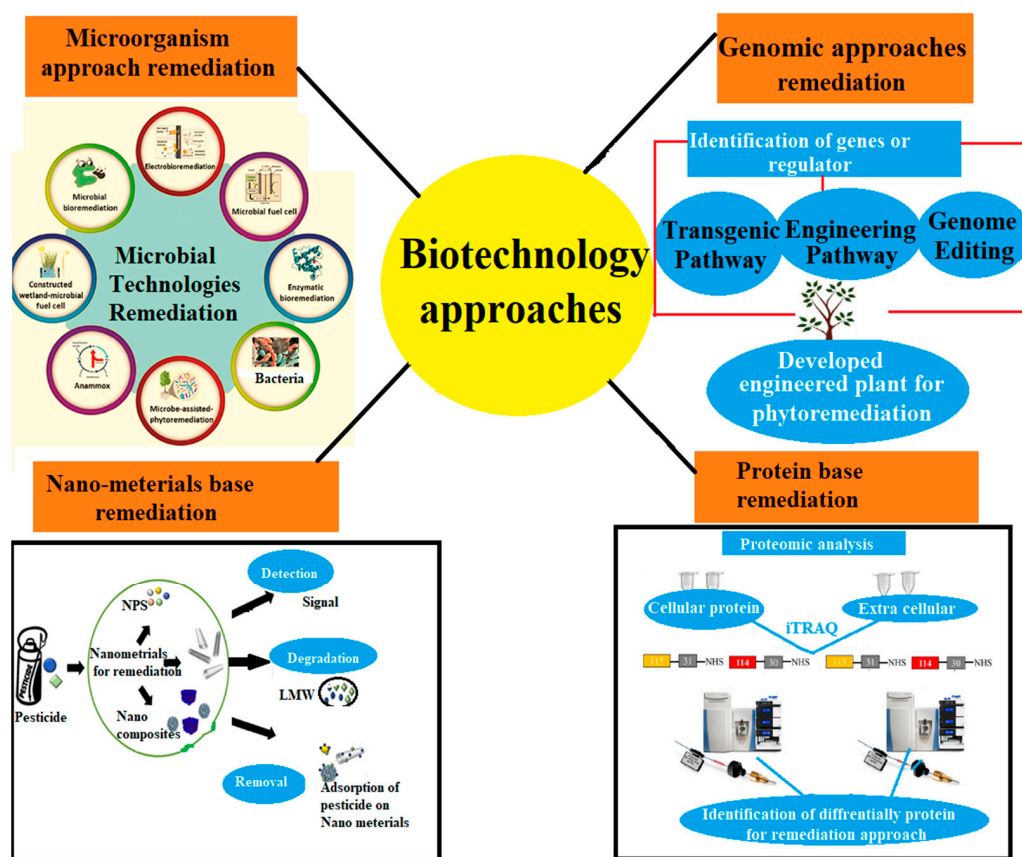 Microorganism
approach remediation
Genomic approaches
remediation
Electrobioremediation
Microbial
bioremediation
Microbial fuel cell
Constructed
wetland-microbial
fuel cell
Microbial
Technologies
Remediation
Enzymatic
bioremediation
Anammox
Bacteria
Microbe-assisted-
phytoremediation
Biotechnology
approaches
Identification of genes or
regulator
Transgenic
Pathway
Engineering
Pathway
Genome
Editing
Developed
engineered plant for
phytoremediation
Nano-meterials base
remediation
Protein base
remediation
PESTICIDE
Pesticide
NPS
Nanometrials
for remediation
Nano
composites
Detection
Signal
Degradation
LMW
Removal
Adsorption of
pesticide on
Nano meterials
Proteomic analysis
Cellular protein
Extra cellular
iTRAQ
115 31 NHS 114 30 NHS 115 31 NHS 114 30 NHS
Identification of diffrentially protein
for remediation approach